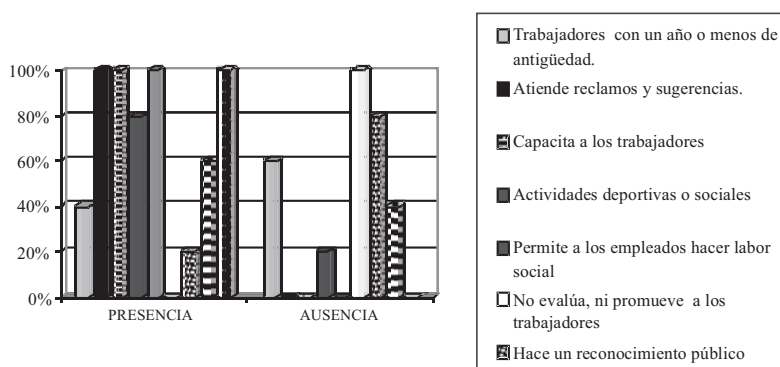 100%
80%
60%
40%
20%
0%
PRESENCIA
AUSENCIA
Trabajadores con un año o menos de
antigüedad.
Atiende reclamos y sugerencias.
Capacita a los trabajadores
Actividades deportivas o sociales
Permite a los empleados hacer labor
social
No evalúa, ni promueve a los
trabajadores
Hace un reconocimiento público